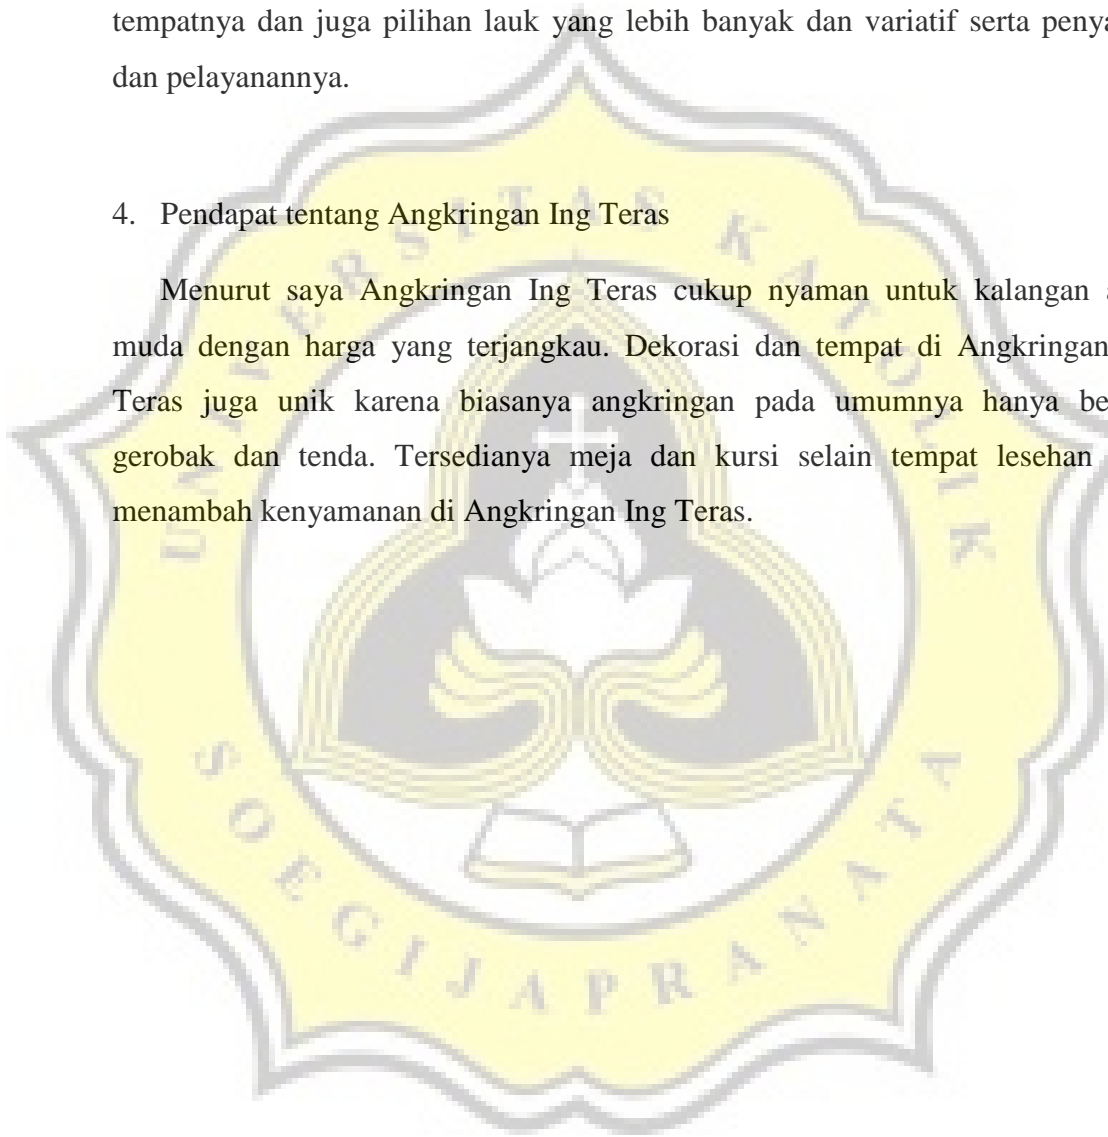 tempatnya dan juga pilihan lauk yang lebih banyak dan variatif serta
dan pelayanannya.
4. Pendapat tentang Angkringan Ing Teras
Menurut saya Angkringan Ing Teras cukup nyaman untuk kalangan
muda dengan harga yang terjangkau. Dekorasi dan tempat di Angkringan
Teras juga unik karena biasanya angkringan pada umumnya hanya
gerobak dan tenda. Tersedianya meja dan kursi selain tempat lesehan
menambah kenyamanan di Angkringan Ing Teras.
UNIVERSITAS KATOLIK
SOEGIJAPRANATA